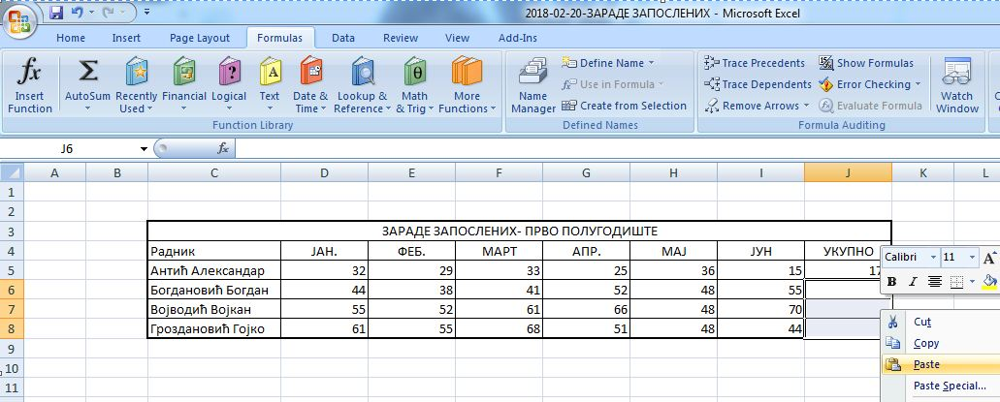 2018-02-20-ЗАРАДЕ ЗАПОСЛЕНИХ - Microsoft Excel
Home Insert Page Layout Formulas Data Review View Add-Ins
Insert Function
AutoSum
Recently Used
Financial
Logical
Text
Date & Time
Lookup & Reference
Math & Trig
More Functions
Function Library
Name Manager
Define Name
Use in Formula
Create from Selection
Defined Names
Trace Precedents
Trace Dependents
Remove Arrows
Show Formulas
Error Checking
Evaluate Formula
Formula Auditing
Watch Window
J6 fx
A B C D E F G H I J K L
1
2
3 ЗАРАДЕ ЗАПОСЛЕНИХ- ПРВО ПОЛУГОДИШТЕ
4 Радник ЈАН. ФЕБ. МАРТ АПР. МАЈ ЈУН УКУПНО
5 Антић Александар 32 29 33 25 36 15
6 Богдановић Богдан 44 38 41 52 48 55
7 Војводић Војкан 55 52 61 66 48 70
8 Гроздановић Гојко 61 55 68 51 48 44
9
10
11
Calibri 11 A
B I A
Cut
Copy
Paste
Paste Special...